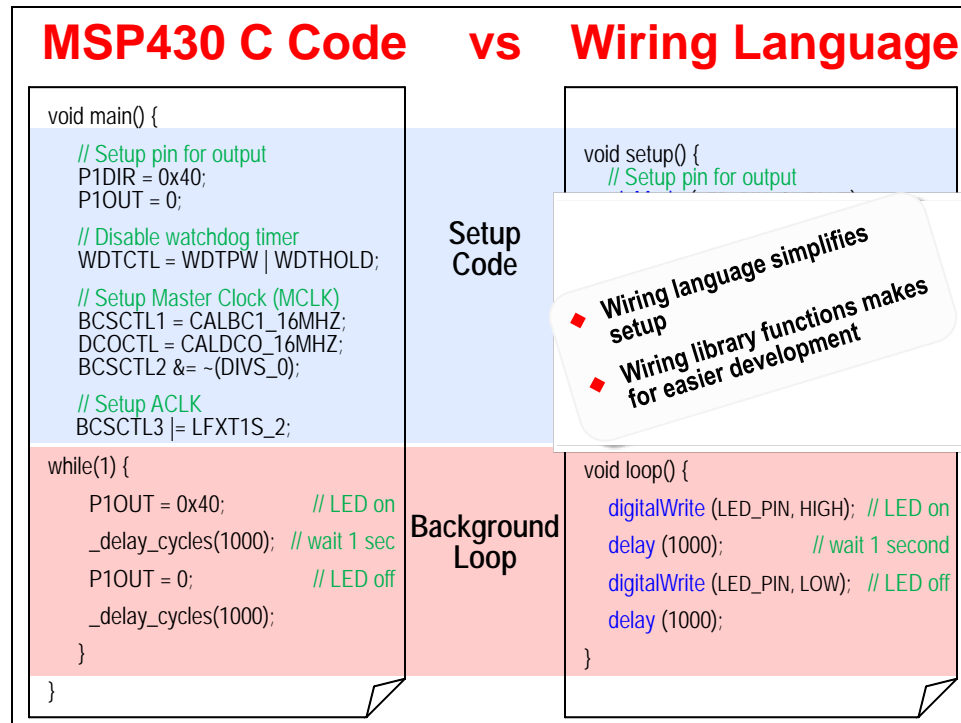 MSP430 C Code vs Wiring Language
void main() {
// Setup pin for output
P1DIR = 0x40;
P1OUT = 0;
// Disable watchdog timer
WDTCTL = WDTPW | WDTHOLD;
// Setup Master Clock (MCLK)
BCSCTL1 = CALBC1_16MHZ;
DCOCTL = CALDCO_16MHZ;
BCSCTL2 &= ~(DIVS_0);
// Setup ACLK
BCSCTL3 |= LFXT1S_2;
while(1) {
P1OUT = 0x40; // LED on
_delay_cycles(1000); // wait 1 sec
P1OUT = 0; // LED off
_delay_cycles(1000);
}
}
Setup
Code
Background
Loop
void setup() {
// Setup pin for output
Wiring language simplifies
setup
Wiring library functions makes
for easier development
void loop() {
digitalWrite (LED_PIN, HIGH); // LED on
delay (1000); // wait 1 second
digitalWrite (LED_PIN, LOW); // LED off
delay (1000);
}